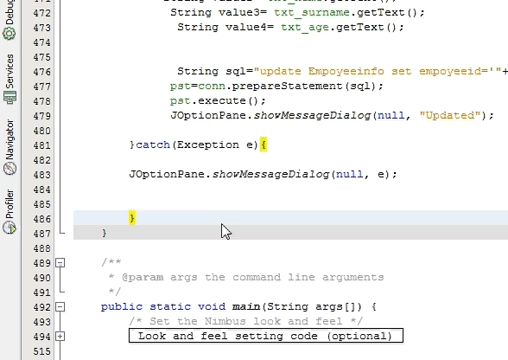 Debug
Services
Navigator
Profiler
472 String value3= txt_surname.getText();
473 String value4= txt_age.getText();
474
475
476 String sql="update Empoyeeinfo set empoyeeid='"+
477 pst=conn.prepareStatement(sql);
478 pst.execute();
479 JOptionPane.showMessageDialog(null, "Updated");
480
481 }catch(Exception e){
482
483 JOptionPane.showMessageDialog(null, e);
484
485
486 }
487 }
488
489 /**
490 * @param args the command line arguments
491 */
492 public static void main(String args[]) {
493 /* Set the Nimbus look and feel */
494 Look and feel setting code (optional)
515